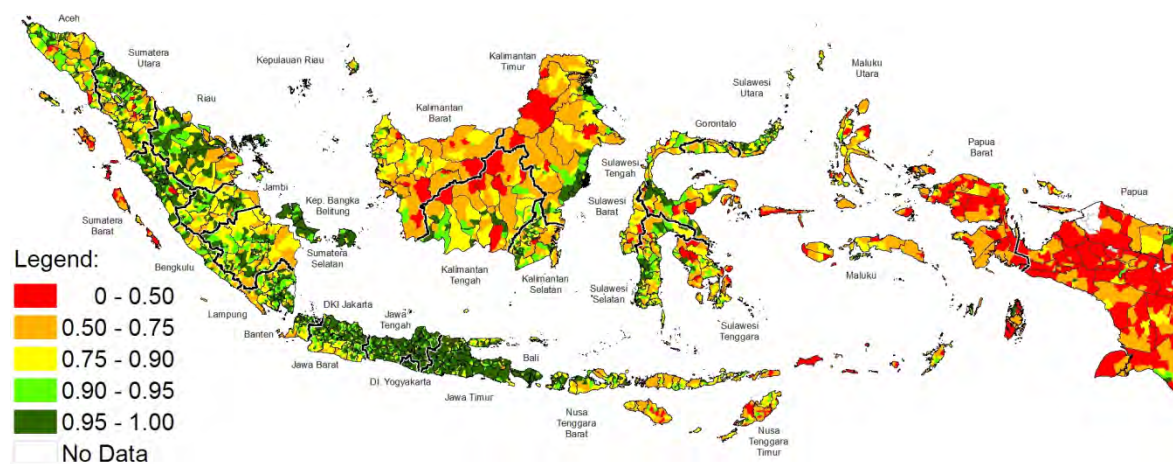 Aceh
Sumatera
Utara
Kepulauan Riau
Riau
Kalimantan
Timur
Kalimantan
Barat
Sulawesi
Utara
Maluku
Utara
Gorontalo
Papua
Barat
Papua
Sulawesi
Tengah
Jambi
Kep. Bangka
Belitung
Sulawesi
Barat
Sumatera
Barat
Sumatera
Selatan
Bengkulu
Kalimantan
Tengah
Kalimantan
Selatan
Maluku
Sulawesi
Selatan
Lampung
DKI Jakarta
Jawa
Tengah
Sulawesi
Tenggara
Banten
Jawa Barat
Bali
DI. Yogyakarta
Jawa Timur
Nusa
Tenggara
Barat
Nusa
Tenggara
Timur
Legend:
0 - 0.50
0.50 - 0.75
0.75 - 0.90
0.90 - 0.95
0.95 - 1.00
No Data